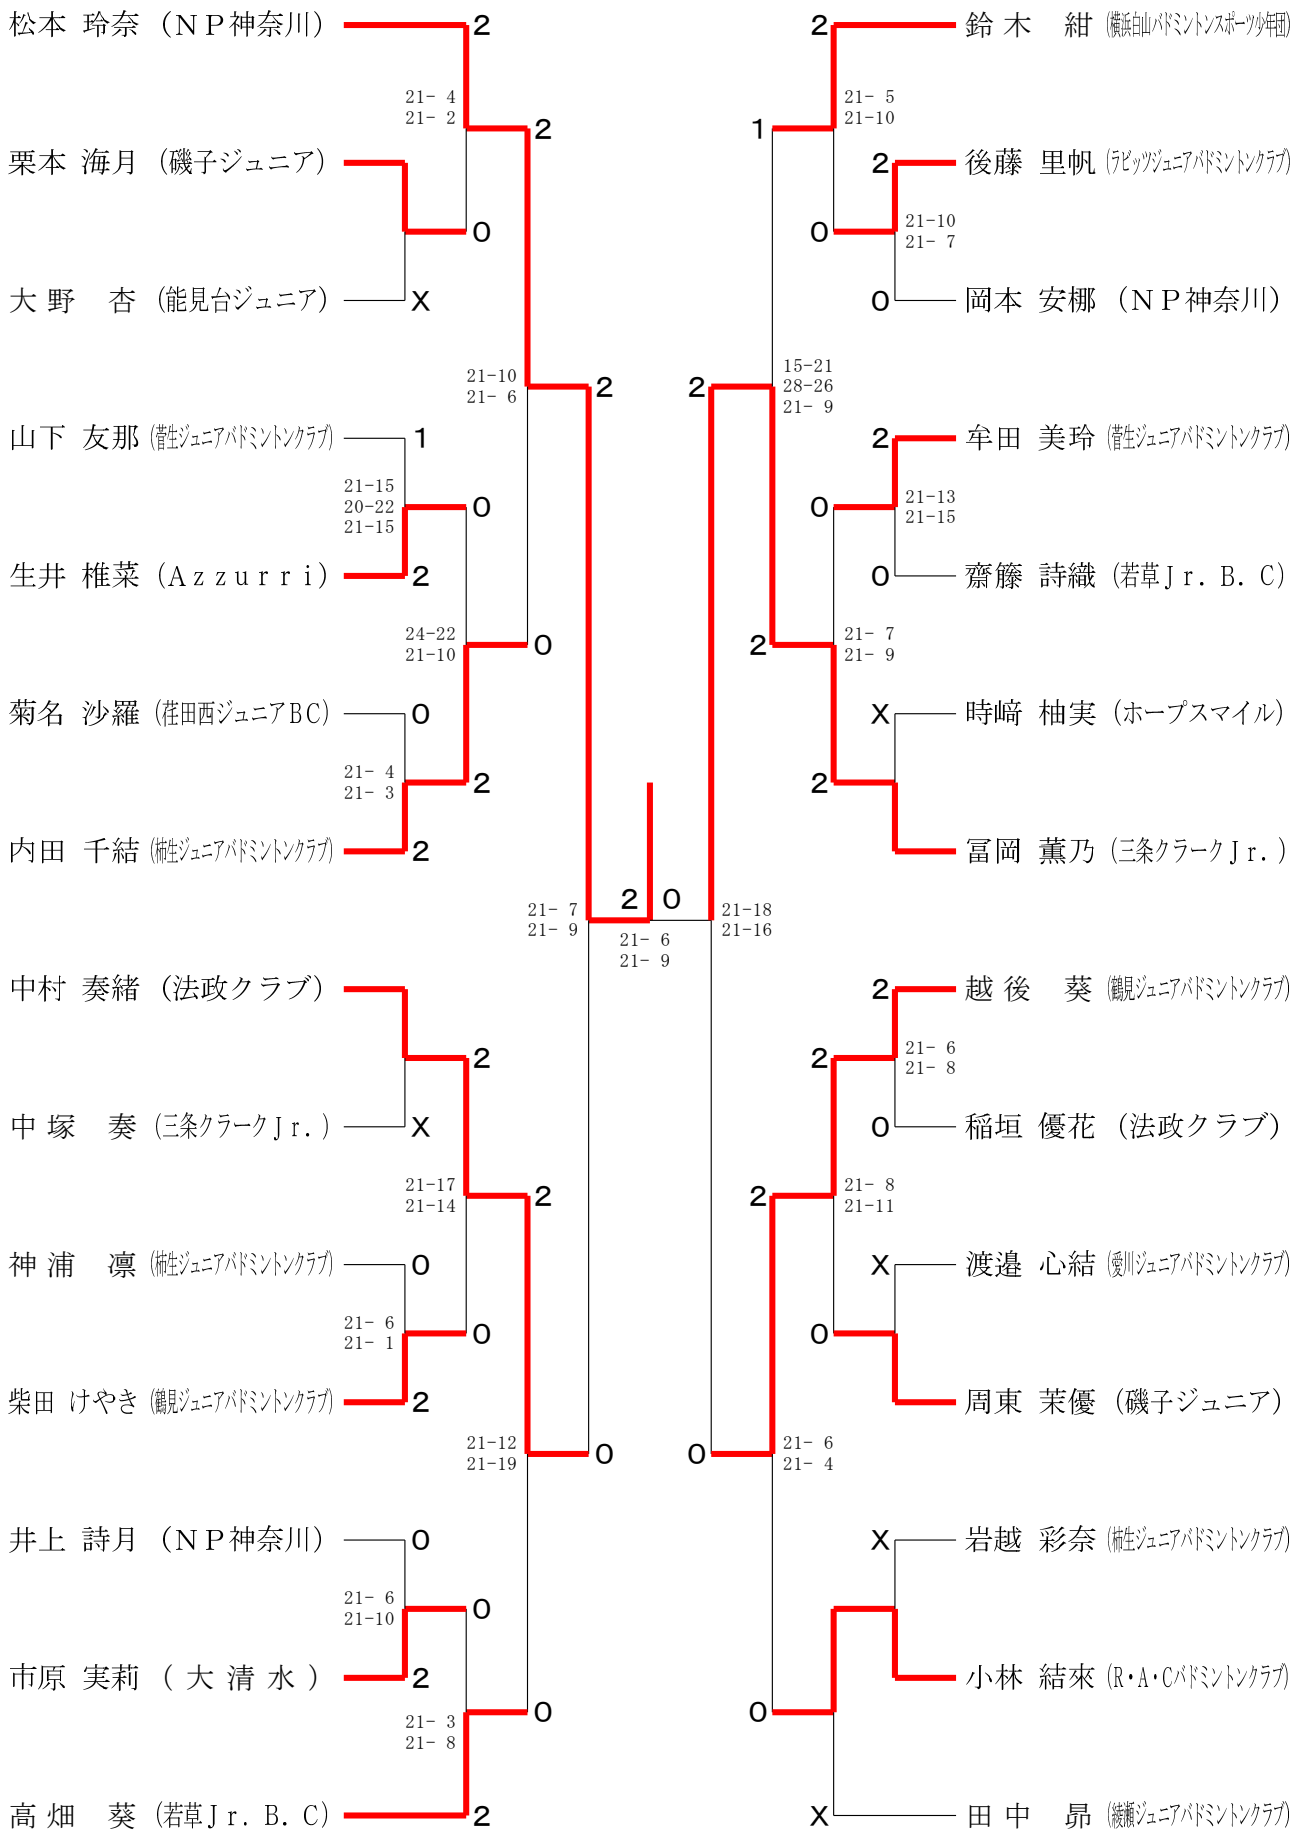 松本 玲奈 (ＮＰ神奈川)
2
21- 4
21- 2
2
栗本 海月 (磯子ジュニア)
0
大野 杏 (能見台ジュニア)
X
21-10
21- 6
2
山下 友那 (菅生ジュニアバドミントンクラブ)
1
21-15
20-22
21-15
0
生井 椎菜 (Ａｚｚｕｒｒｉ)
2
24-22
21-10
0
菊名 沙羅 (荏田西ジュニアＢＣ)
0
21- 4
21- 3
2
内田 千結 (柿生ジュニアバドミントンクラブ)
2
21- 7
21- 9
2
0
21- 6
21- 9
中村 奏緒 (法政クラブ)
2
中塚 奏 (三条クラークＪｒ.)
X
21-17
21-14
2
神浦 凛 (柿生ジュニアバドミントンクラブ)
0
21- 6
21- 1
0
柴田 けやき (鶴見ジュニアバドミントンクラブ)
2
21-12
21-19
0
井上 詩月 (ＮＰ神奈川)
0
21- 6
21-10
0
市原 実莉 (大清水)
2
21- 3
21- 8
0
高畑 葵 (若草Ｊｒ. Ｂ. Ｃ)
2
2
鈴木 紺 (横浜白山バドミントンスポーツ少年団)
1
21- 5
21-10
2
後藤 里帆 (ラビッツジュニアバドミントンクラブ)
0
21-10
21- 7
0
岡本 安梛 (ＮＰ神奈川)
2
15-21
28-26
21- 9
2
牟田 美玲 (菅生ジュニアバドミントンクラブ)
0
21-13
21-15
0
齋籐 詩織 (若草Ｊｒ. Ｂ. Ｃ)
2
21- 7
21- 9
X
時﨑 柚実 (ホープスマイル)
2
冨岡 薫乃 (三条クラークＪｒ.)
21-18
21-16
2
越後 葵 (鶴見ジュニアバドミントンクラブ)
2
21- 6
21- 8
0
稲垣 優花 (法政クラブ)
2
21- 8
21-11
X
渡邉 心結 (愛川ジュニアバドミントンクラブ)
0
周東 茉優 (磯子ジュニア)
0
21- 6
21- 4
X
岩越 彩奈 (柿生ジュニアバドミントンクラブ)
小林 結來 (R・A・Cバドミントンクラブ)
0
X
田中 昴 (綾瀬ジュニアバドミントンクラブ)